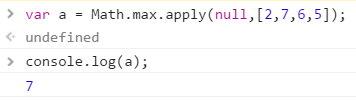 > var a = Math.max.apply(null,[2,7,6,5]);
< undefined
> console.log(a);
7